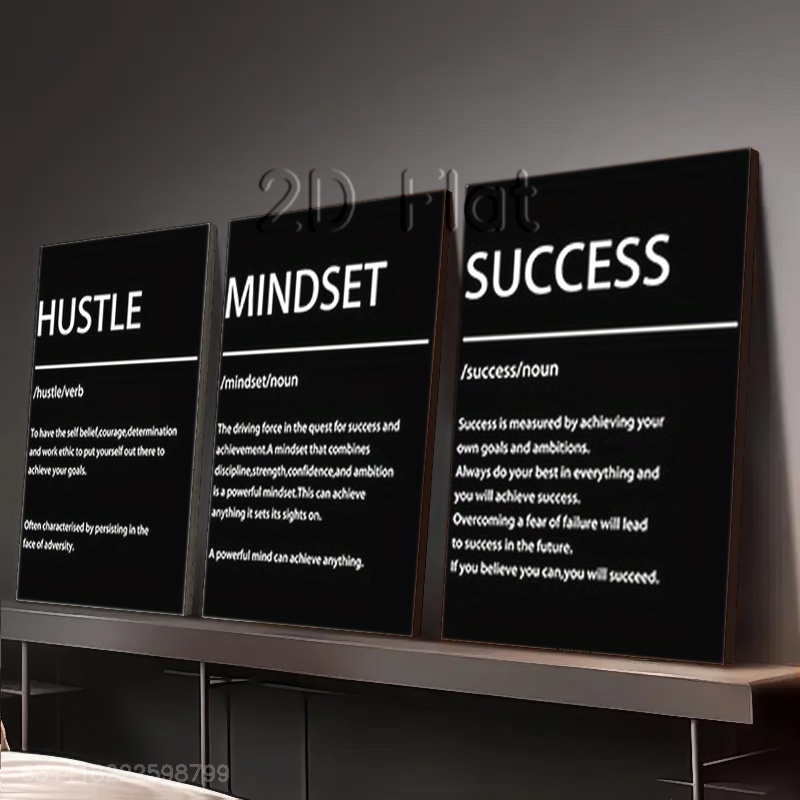 2D Flat
HUSTLE
/hustle/verb
To have the self belief,courage,determination
and work ethic to put yourself out there to
achieve your goals.
Often characterised by persisting in the
face of adversity.
MINDSET
/mindset/noun
The driving force in the quest for success and
achievement.A mindset that combines
discipline,strength,confidence,and ambition
is a powerful mindset.This can achieve
anything it sets its sights on.
A powerful mind can achieve anything.
SUCCESS
/success/noun
Success is measured by achieving your
own goals and ambitions.
Always do your best in everything and
you will achieve success.
Overcoming a fear of failure will lead
to success in the future.
If you believe you can,you will succeed.